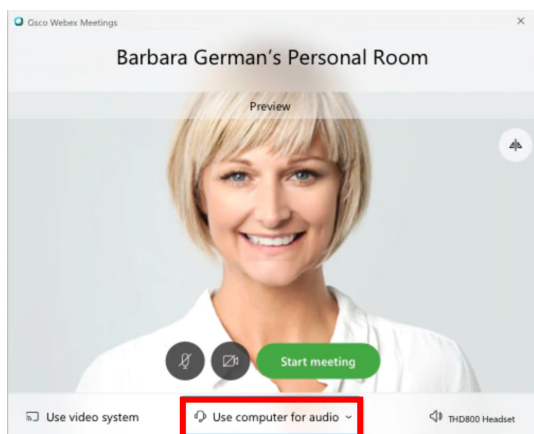 Cisco Webex Meetings
Barbara German's Personal Room
Preview
Start meeting
Use video system
Use computer for audio
THD800 Headset